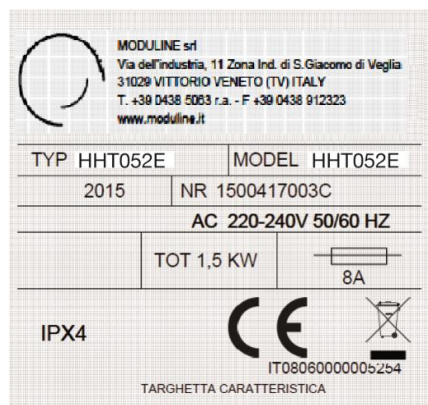 MODULINE srl
Via dell'industria, 11 Zona Ind. di S.Giacomo di Veglia
31029 VITTORIO VENETO (TV) ITALY
T. +39 0438 5063 r.a. - F +39 0438 912323
www.moduline.it
TYP HHT052E MODEL HHT052E
2015 NR 1500417003C
AC 220-240V 50/60 HZ
TOT 1,5 KW
8A
IPX4 CE
IT08060000005254
TARGHETTA CARATTERISTICA